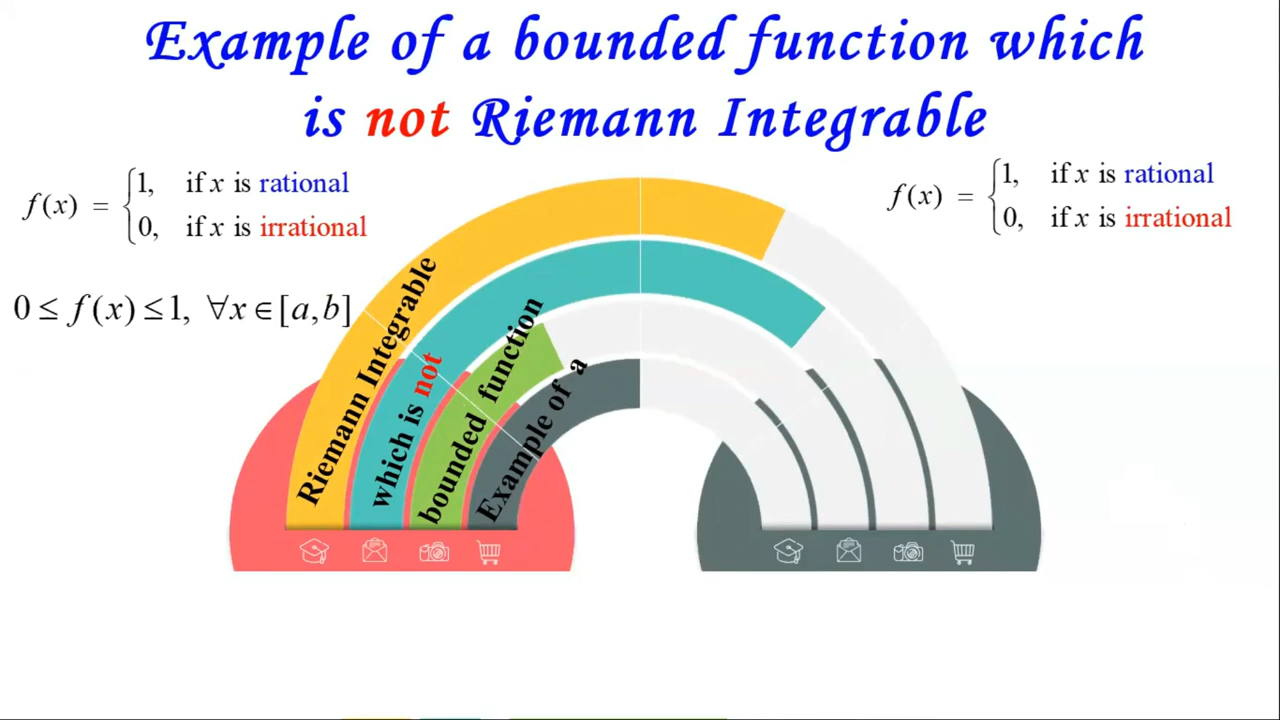 Example of a bounded function which
is not Riemann Integrable
f(x) = { 1, if x is rational
0, if x is irrational
0 ≤ f(x) ≤ 1, ∀x ∈ [a, b]
f(x) = { 1, if x is rational
0, if x is irrational
Riemann Integrable
which is not
bounded function
Example of a